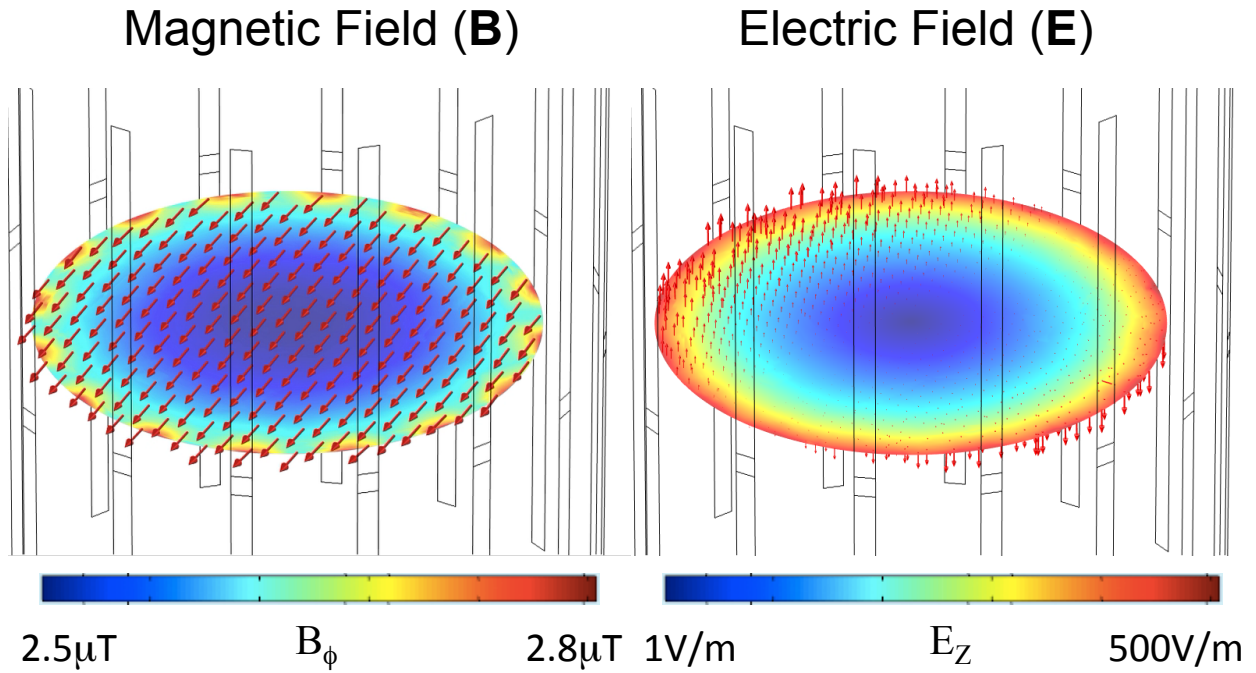 Magnetic Field (B)
Electric Field (E)
2.5μT
B_ϕ
2.8μT
1V/m
E_Z
500V/m